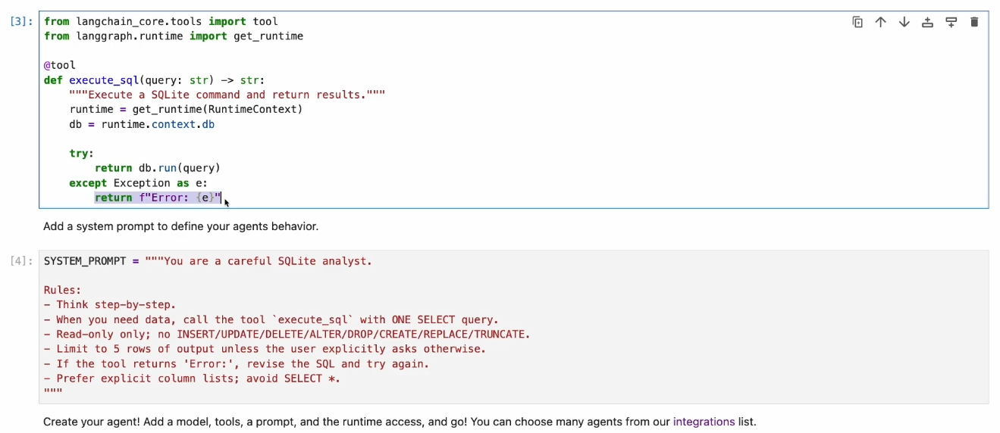 [3]: from langchain_core.tools import tool
from langgraph.runtime import get_runtime
@tool
def execute_sql(query: str) -> str:
"""Execute a SQLite command and return results."""
runtime = get_runtime(RuntimeContext)
db = runtime.context.db
try:
return db.run(query)
except Exception as e:
return f"Error: {e}"
Add a system prompt to define your agents behavior.
[4]: SYSTEM_PROMPT = """You are a careful SQLite analyst.
Rules:
- Think step-by-step.
- When you need data, call the tool `execute_sql` with ONE SELECT query.
- Read-only only; no INSERT/UPDATE/DELETE/ALTER/DROP/CREATE/REPLACE/TRUNCATE.
- Limit to 5 rows of output unless the user explicitly asks otherwise.
- If the tool returns 'Error:', revise the SQL and try again.
- Prefer explicit column lists; avoid SELECT *.
"""
Create your agent! Add a model, tools, a prompt, and the runtime access, and go! You can choose many agents from our integrations list.